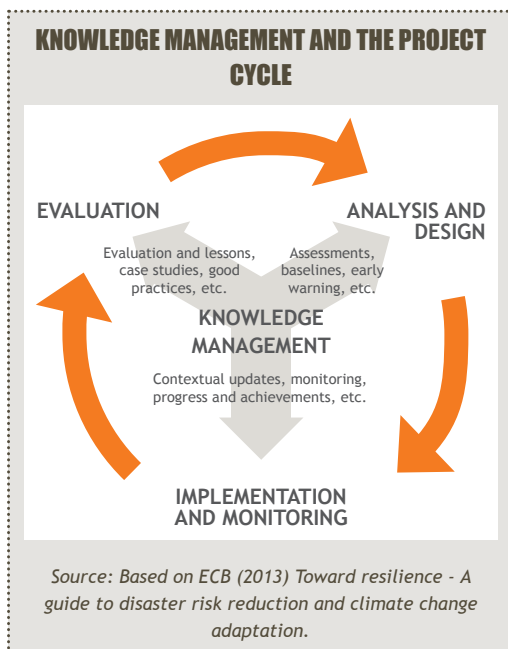 KNOWLEDGE MANAGEMENT AND THE PROJECT
CYCLE
EVALUATION
ANALYSIS AND
DESIGN
Evaluation and lessons,
case studies, good
practices, etc.
Assessments,
baselines, early
warning, etc.
KNOWLEDGE
MANAGEMENT
Contextual updates, monitoring,
progress and achievements, etc.
IMPLEMENTATION
AND MONITORING
Source: Based on ECB (2013) Toward resilience - A
guide to disaster risk reduction and climate change
adaptation.